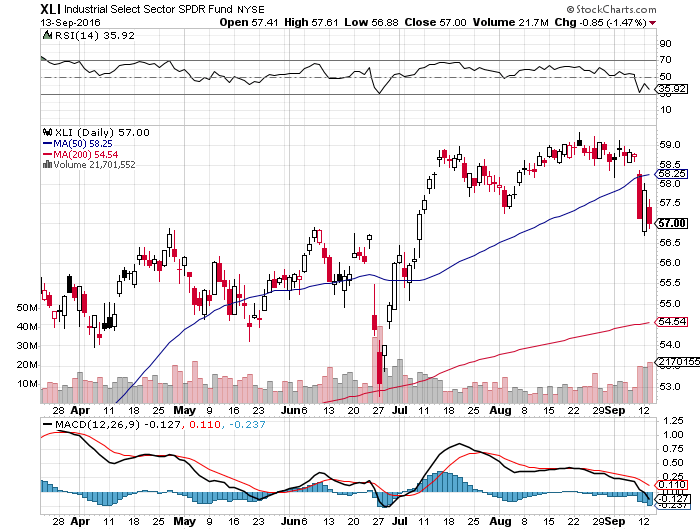 XLI Industrial Select Sector SPDR Fund NYSE
© StockCharts.com
13-Sep-2016 Open 57.41 High 57.61 Low 56.88 Close 57.00 Volume 21.7M Chg -0.85 (-1.47%)
RSI(14) 35.92
90
70
50
35.92
30
10
XLI (Daily) 57.00
MA(50) 58.25
MA(200) 54.54
Volume 21,701,552
59.0
58.5
58.25
58.0
57.5
57.00
56.5
56.0
55.5
55.0
54.54
54.0
53.5
53.0
2170155
50M
40M
30M
20M
10M
28 Apr 11 18 25 May 9 16 23 Jun 6 13 20 27 Jul 11 18 25 Aug 8 15 22 29 Sep 12
MACD(12,26,9) -0.127, 0.110, -0.237
1.25
1.00
0.75
0.50
0.25
0.110
0.00
-0.127
-0.237
28 Apr 11 18 25 May 9 16 23 Jun 6 13 20 27 Jul 11 18 25 Aug 8 15 22 29 Sep 12